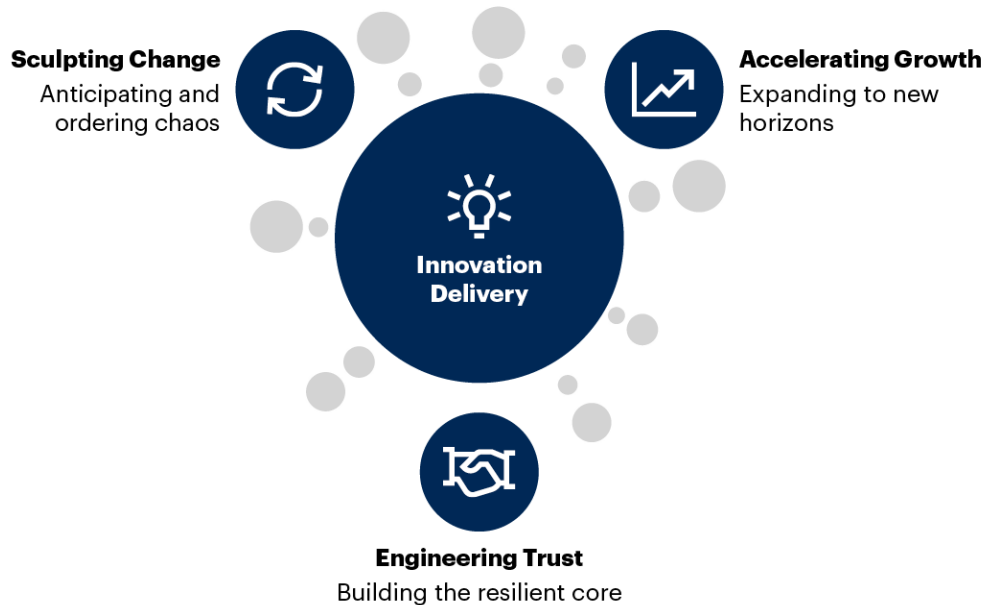 Sculpting Change
Anticipating and
ordering chaos
Accelerating Growth
Expanding to new
horizons
Innovation
Delivery
Engineering Trust
Building the resilient core